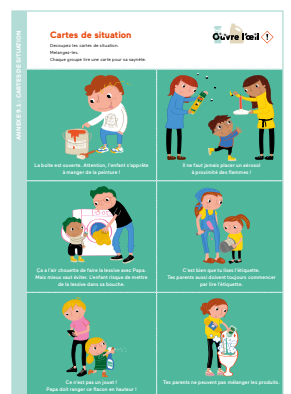 ANNEXE 9.2 - CARTES DE SITUATION
Cartes de situation
Découpez les cartes de situation.
Mélangez-les.
Chaque groupe tire une carte pour sa saynète.
Ouvre l'œil !
La boîte est ouverte. Attention, l'enfant s'apprête
à manger de la peinture !
Il ne faut jamais placer un aérosol
à proximité des flammes !
Ça a l'air chouette de faire la lessive avec Papa.
Mais mieux vaut éviter. L'enfant risque de mettre
de la lessive dans sa bouche.
C'est bien que tu lises l'étiquette.
Tes parents aussi doivent toujours commencer
par lire l'étiquette.
Ce n'est pas un jouet !
Papa doit ranger ce flacon en hauteur !
Tes parents ne peuvent pas mélanger les produits.